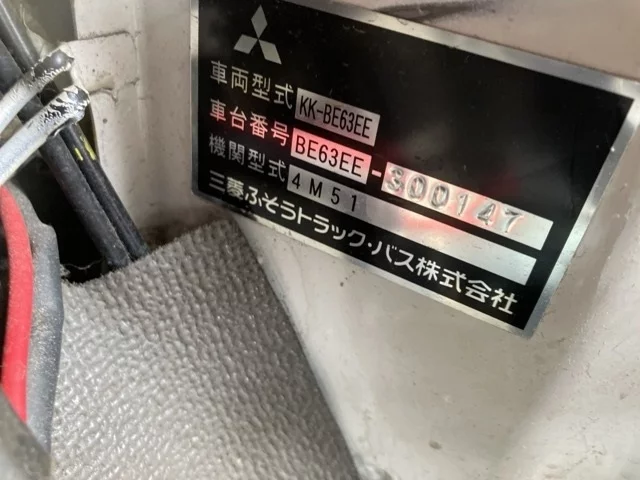 車両型式 KK-BE63EE
車台番号 BE63EE-300147
機関型式 4M51
三菱ふそうトラック・バス株式会社